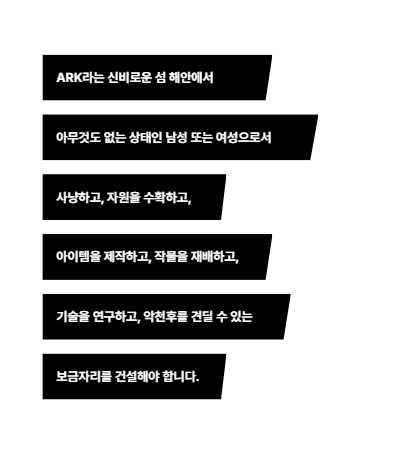 ARK라는 신비로운 섬 해안에서
아무것도 없는 상태인 남성 또는 여성으로서
사냥하고, 자원을 수확하고,
아이템을 제작하고, 작물을 재배하고,
기술을 연구하고, 악천후를 견딜 수 있는
보금자리를 건설해야 합니다.